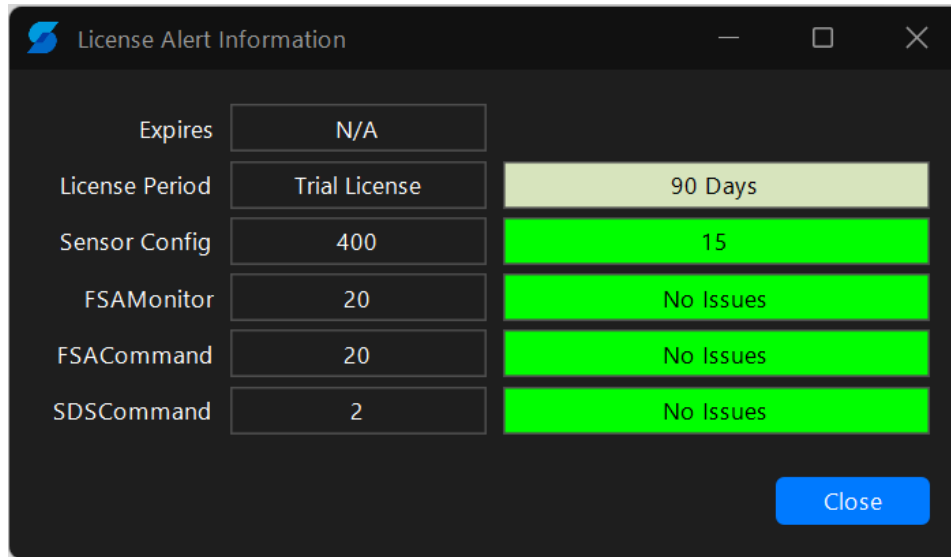 License Alert Information
Expires N/A
License Period Trial License 90 Days
Sensor Config 400 15
FSAMonitor 20 No Issues
FSACommand 20 No Issues
SDSCommand 2 No Issues
Close